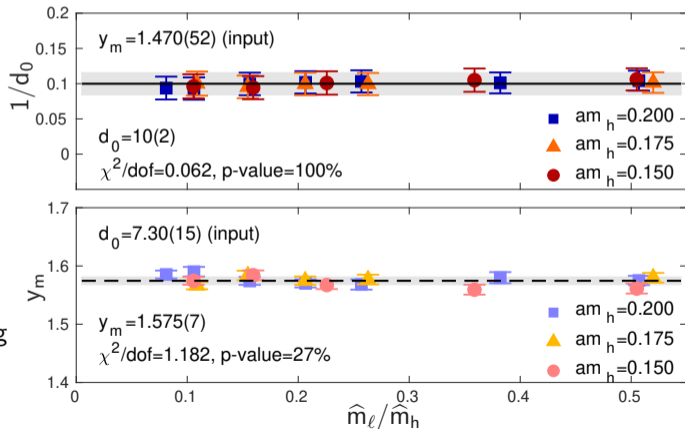 0.2
y_m=1.470(52) (input)
0.15
1/d_0
0.1
0.05
d_0=10(2)
am_h=0.200
0
χ²/dof=0.062, p-value=100%
am_h=0.175
am_h=0.150
1.7
d_0=7.30(15) (input)
1.6
y_m
1.5
g
y_m=1.575(7)
am_h=0.200
χ²/dof=1.182, p-value=27%
am_h=0.175
am_h=0.150
1.4
0 0.1 0.2 0.3 0.4 0.5
m̂_ℓ/m̂_h